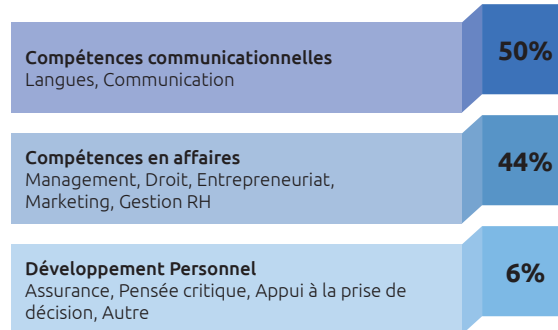 Compétences communicationnelles
Langues, Communication
50%
Compétences en affaires
Management, Droit, Entrepreneuriat,
Marketing, Gestion RH
44%
Développement Personnel
Assurance, Pensée critique, Appui à la prise de
décision, Autre
6%